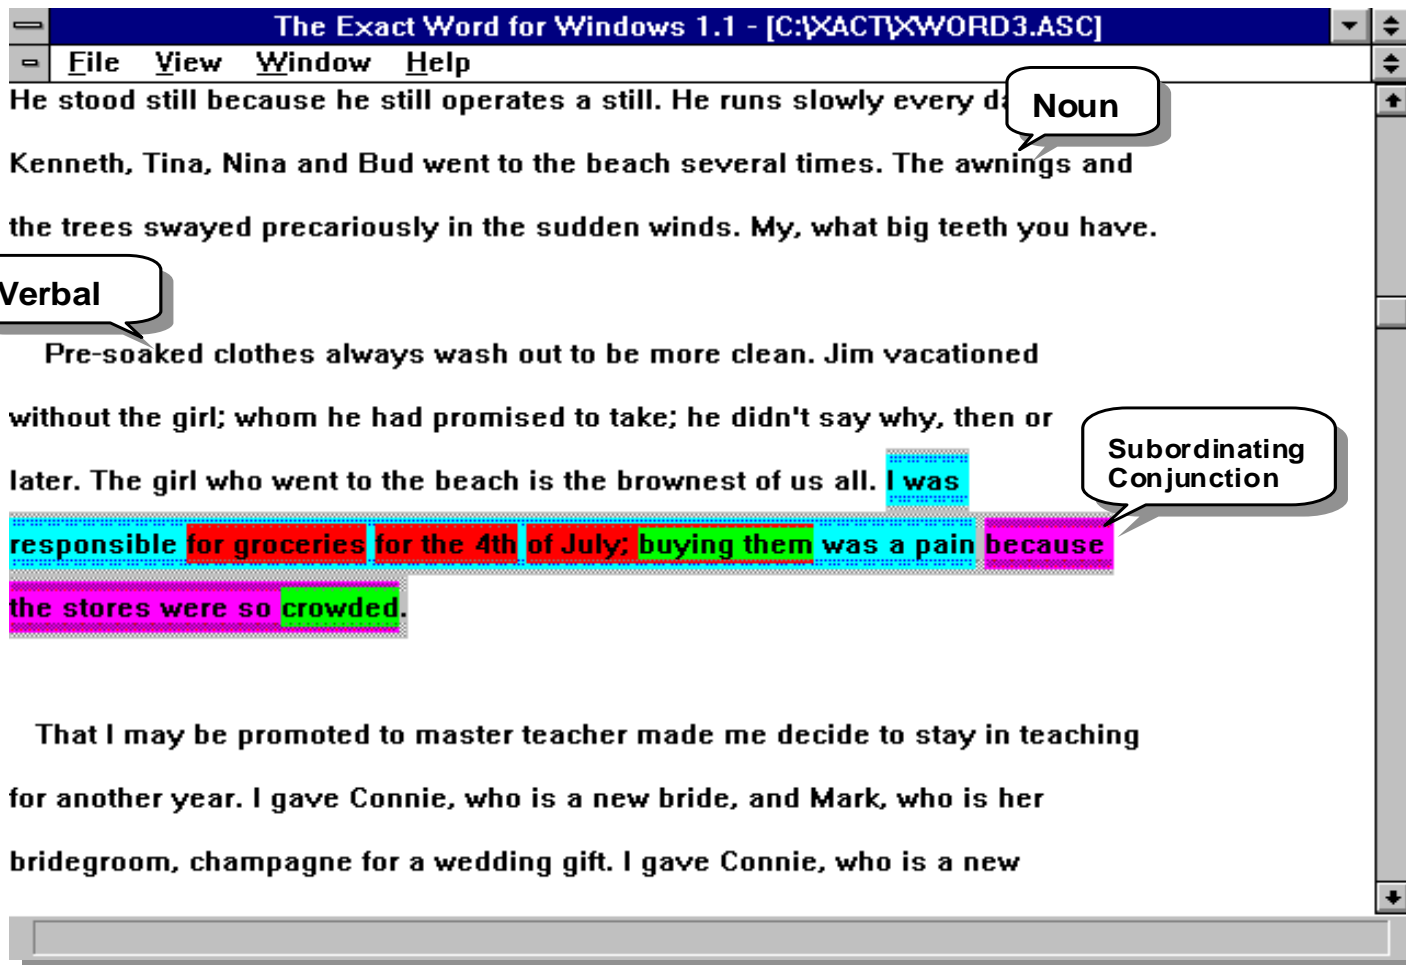 The Exact Word for Windows 1.1 - [C:\XACT\XWORD3.ASC]
File View Window Help
He stood still because he still operates a still. He runs slowly every
Noun
Kenneth, Tina, Nina and Bud went to the beach several times. The awnings and
the trees swayed precariously in the sudden winds. My, what big teeth you have.
Verbal
Pre-soaked clothes always wash out to be more clean. Jim vacationed
without the girl; whom he had promised to take; he didn't say why, then or
Subordinating
Conjunction
later. The girl who went to the beach is the brownest of us all. I was
responsible for groceries for the 4th of July; buying them was a pain because
the stores were so crowded.
That I may be promoted to master teacher made me decide to stay in teaching
for another year. I gave Connie, who is a new bride, and Mark, who is her
bridegroom, champagne for a wedding gift. I gave Connie, who is a new